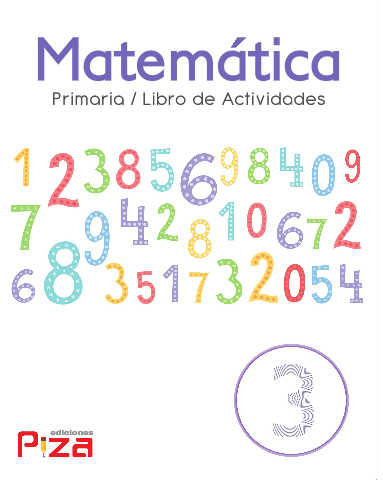 Matemática
Primaria / Libro de Actividades
1 2 3 8 5 6 9 8 4 0 9
7 9 4 2 8 1 0 6 7 2
6 8 3 5 1 7 3 2 0 5 4
3
ediciones
Piza